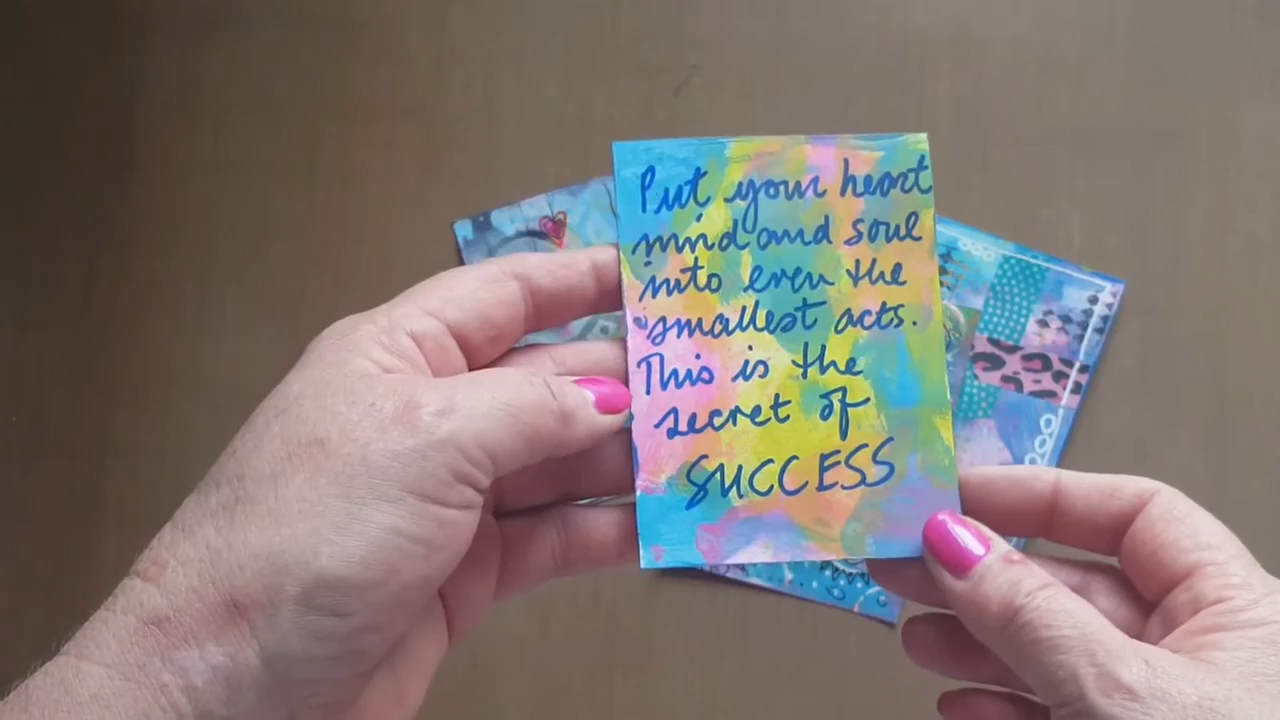 Put your heart
mind and soul
into even the
smallest acts.
This is the
secret of
SUCCESS